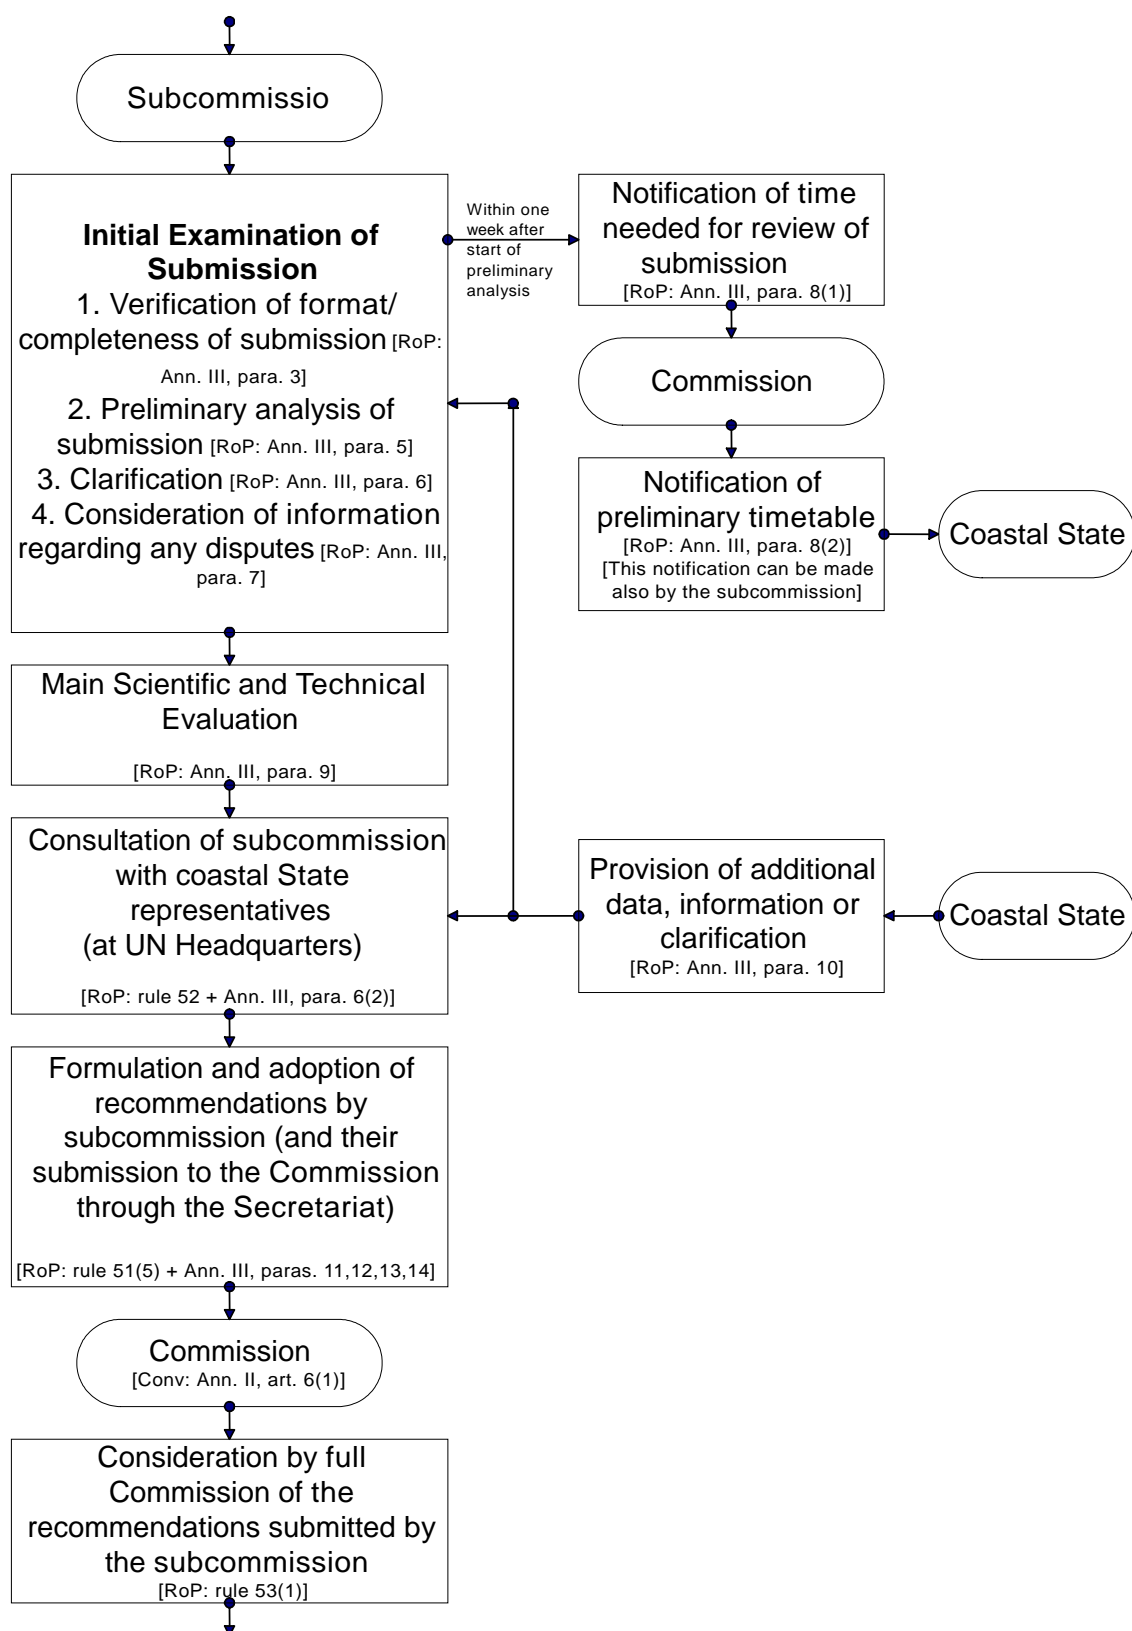 Subcommissio
Initial Examination of
Submission
1. Verification of format/
completeness of submission [RoP:
Ann. III, para. 3]
2. Preliminary analysis of
submission [RoP: Ann. III, para. 5]
3. Clarification [RoP: Ann. III, para. 6]
4. Consideration of information
regarding any disputes [RoP: Ann. III,
para. 7]
Within one
week after
start of
preliminary
analysis
Notification of time
needed for review of
submission
[RoP: Ann. III, para. 8(1)]
Commission
Notification of
preliminary timetable
[RoP: Ann. III, para. 8(2)]
[This notification can be made
also by the subcommission]
Coastal State
Main Scientific and Technical
Evaluation
[RoP: Ann. III, para. 9]
Consultation of subcommission
with coastal State
representatives
(at UN Headquarters)
[RoP: rule 52 + Ann. III, para. 6(2)]
Provision of additional
data, information or
clarification
[RoP: Ann. III, para. 10]
Coastal State
Formulation and adoption of
recommendations by
subcommission (and their
submission to the Commission
through the Secretariat)
[RoP: rule 51(5) + Ann. III, paras. 11,12,13,14]
Commission
[Conv: Ann. II, art. 6(1)]
Consideration by full
Commission of the
recommendations submitted by
the subcommission
[RoP: rule 53(1)]